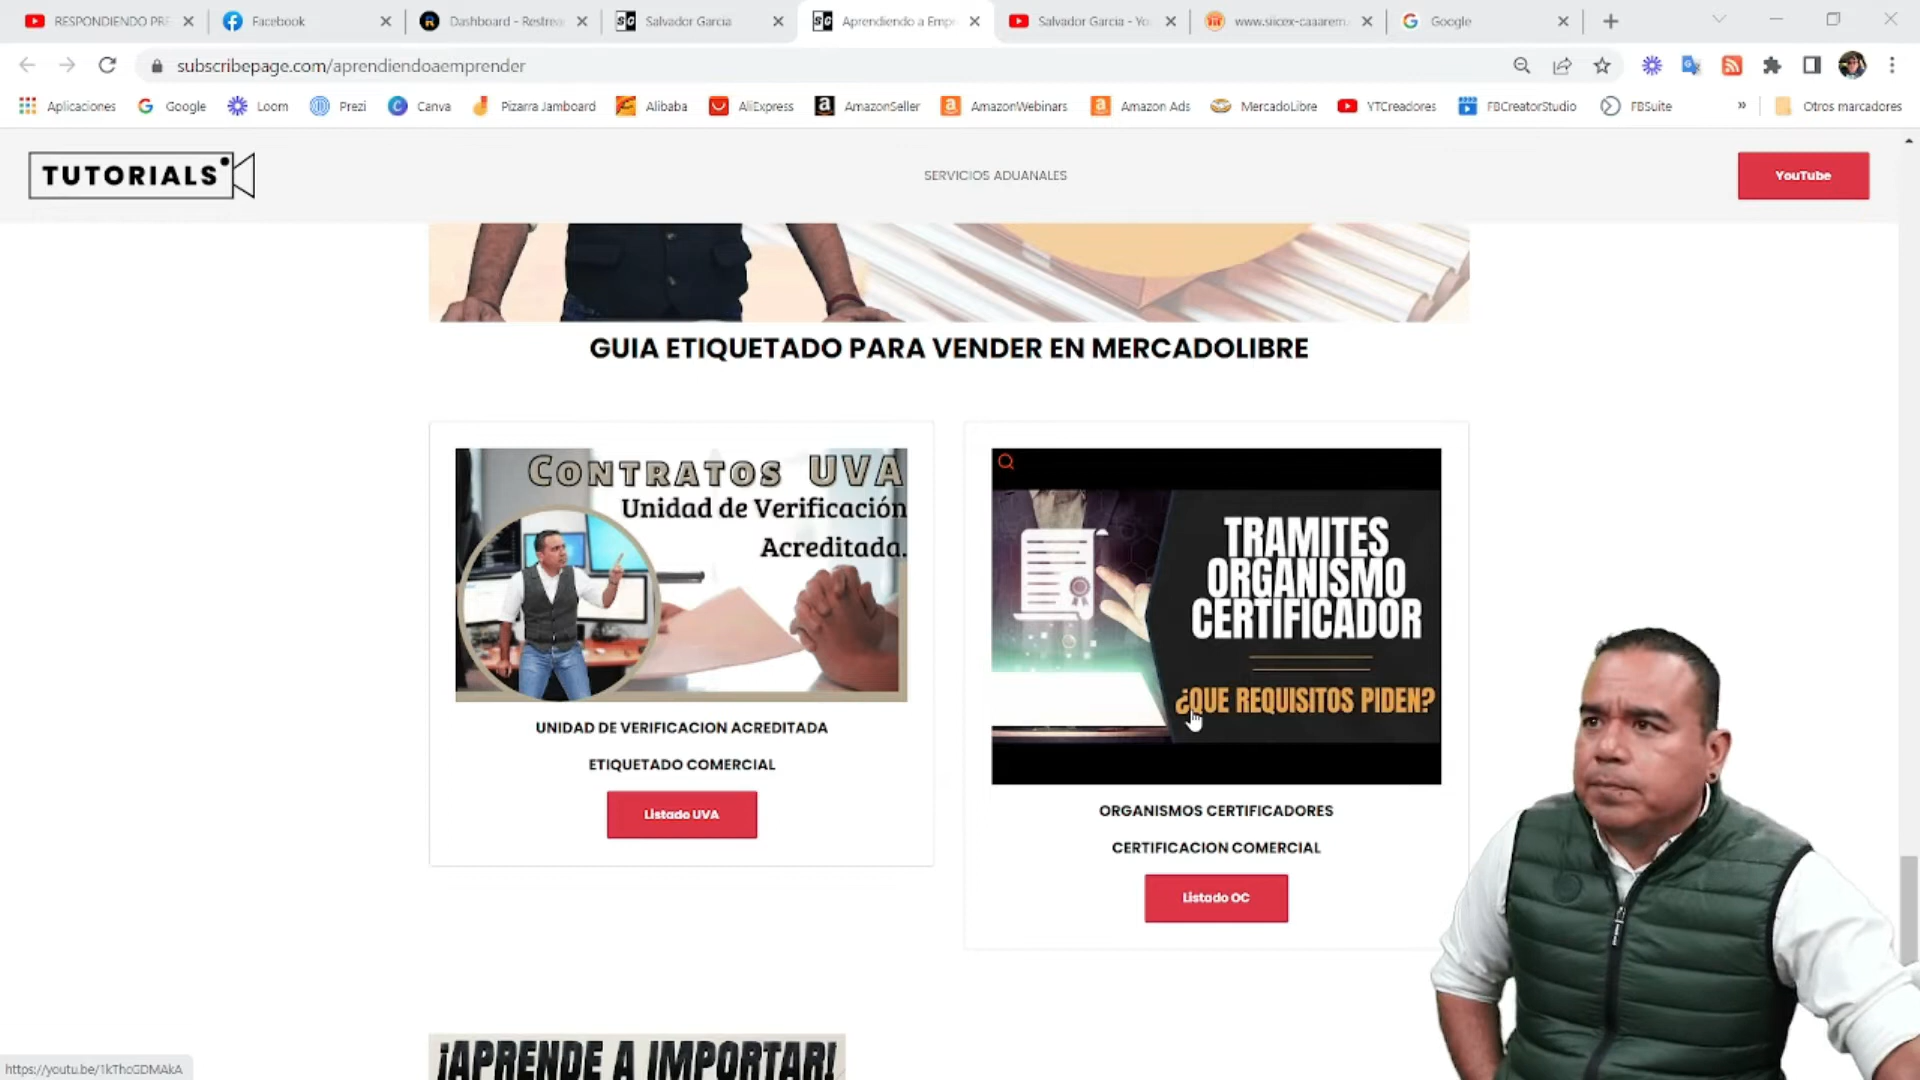 RESPONDIENDO PRE
Facebook
Dashboard - Restrea
SG Salvador Garcia
SG Aprendiendo a Empr
Salvador Garcia - Yo
www.siicex-caaarem.
Google
subscribepage.com/aprendiendoaemprender
Aplicaciones
Google
Loom
Prezi
Canva
Pizarra Jamboard
Alibaba
AliExpress
AmazonSeller
AmazonWebinars
Amazon Ads
MercadoLibre
YTCreadores
FBCreatorStudio
FBSuite
»
Otros marcadores
TUTORIALS
SERVICIOS ADUANALES
YouTube
GUIA ETIQUETADO PARA VENDER EN MERCADOLIBRE
CONTRATOS UVA
Unidad de Verificación
Acreditada.
UNIDAD DE VERIFICACION ACREDITADA
ETIQUETADO COMERCIAL
Listado UVA
TRAMITES
ORGANISMO
CERTIFICADOR
¿QUE REQUISITOS PIDEN?
ORGANISMOS CERTIFICADORES
CERTIFICACION COMERCIAL
Listado OC
¡APRENDE A IMPORTAR!
https://youtu.be/1kThoGDMAkA